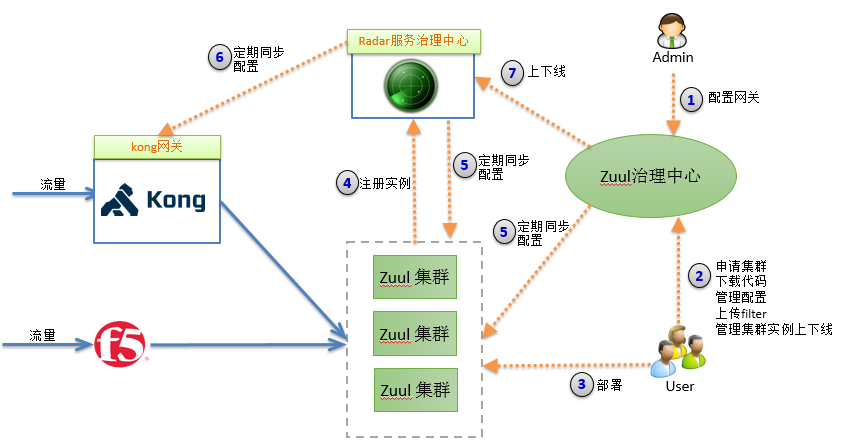 Radar服务治理中心
6
定期同步
配置
Admin
7
上下线
1
配置网关
kong网关
流量
Kong
4
注册实例
5
定期同步
配置
Zuul治理中心
5
定期同步
配置
2
申请集群
下载代码
管理配置
上传filter
管理集群实例上下线
Zuul 集群
Zuul 集群
Zuul 集群
流量
f5
3
部署
User